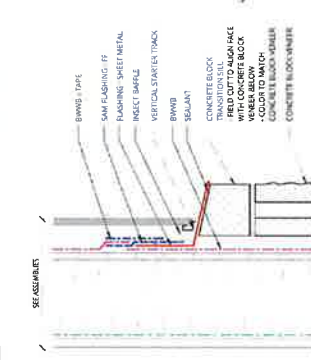 SEE ASSEMBLIES
BWWB - TAPE
SAM FLASHING - FF
FLASHING - SHEET METAL
INSECT BAFFLE
VERTICAL STARTER TRACK
BWWB
SEALANT
CONCRETE BLOCK
TRANSITION SILL
- FIELD CUT TO ALIGN FACE
WITH CONCRETE BLOCK
VENEER BELOW
- COLOR TO MATCH
CONCRETE BLOCK VENEER
CONCRETE BLOCK VENEER